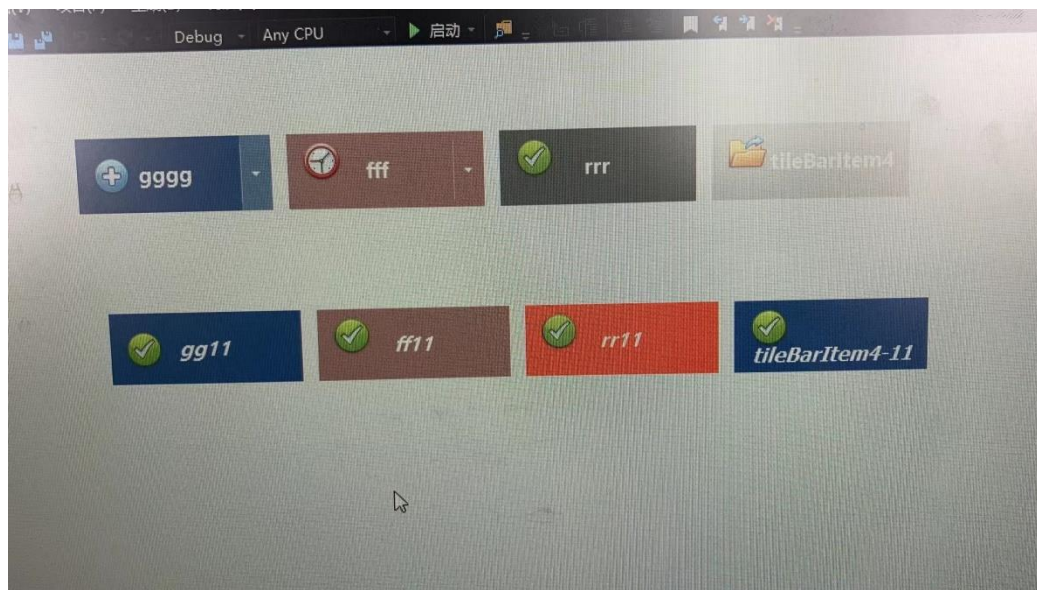 Debug Any CPU 启动
gggg fff rrr tileBarItem4
gg11 ff11 rr11 tileBarItem4-11